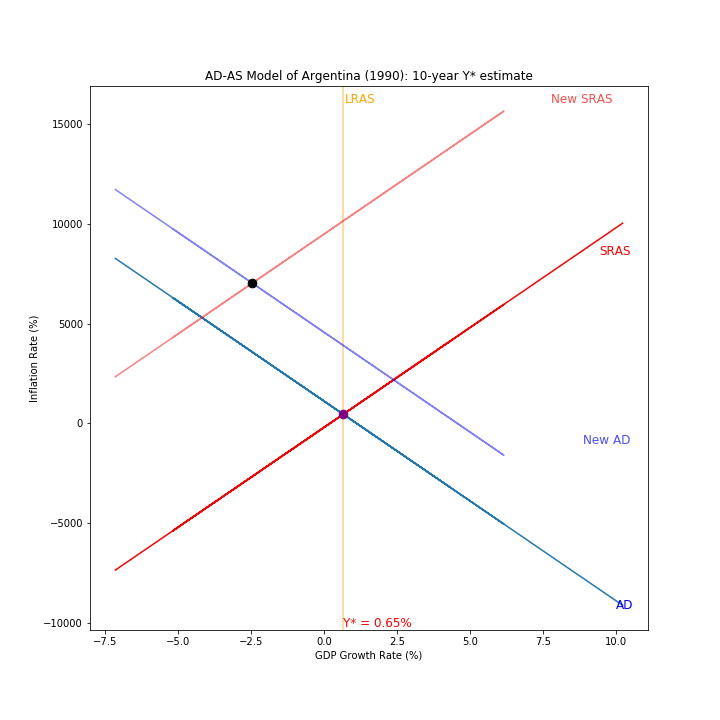 AD-AS Model of Argentina (1990): 10-year Y* estimate
LRAS
New SRAS
15000
10000
SRAS
5000
Inflation Rate (%)
0
New AD
−5000
AD
Y* = 0.65%
−10000
−7.5 −5.0 −2.5 0.0 2.5 5.0 7.5 10.0
GDP Growth Rate (%)